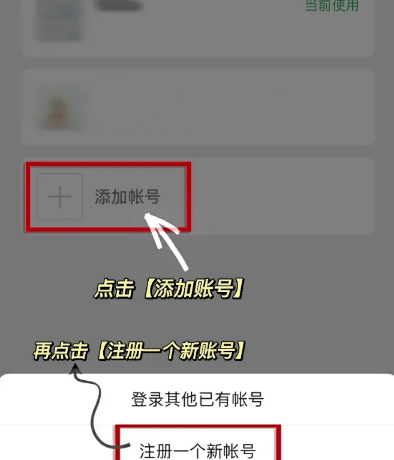 当前使用
添加帐号
点击【添加账号】
再点击【注册一个新账号】
登录其他已有帐号
注册一个新帐号